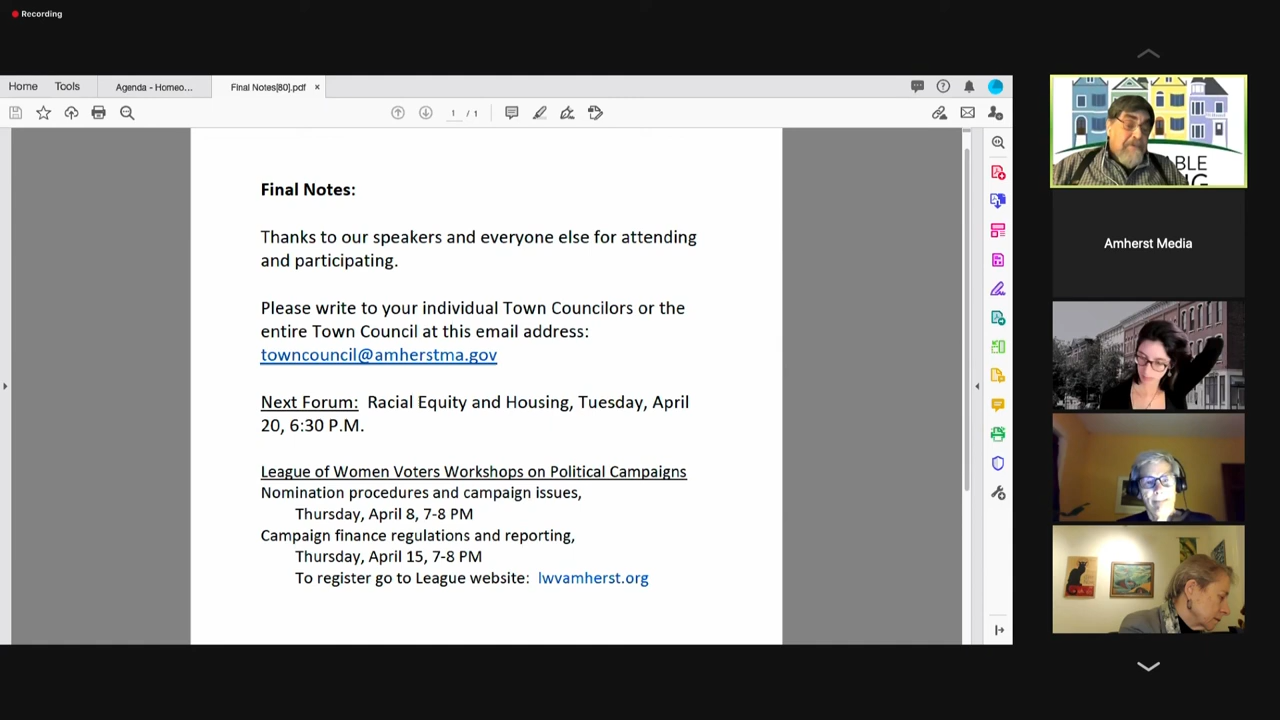 Recording
Home
Tools
Agenda - Homeo...
Final Notes[80].pdf
×
1 / 1
Final Notes:
Thanks to our speakers and everyone else for attending
and participating.
Please write to your individual Town Councilors or the
entire Town Council at this email address:
towncouncil@amherstma.gov
Next Forum: Racial Equity and Housing, Tuesday, April
20, 6:30 P.M.
League of Women Voters Workshops on Political Campaigns
Nomination procedures and campaign issues,
Thursday, April 8, 7-8 PM
Campaign finance regulations and reporting,
Thursday, April 15, 7-8 PM
To register go to League website: lwvamherst.org
ABLE
Amherst Media